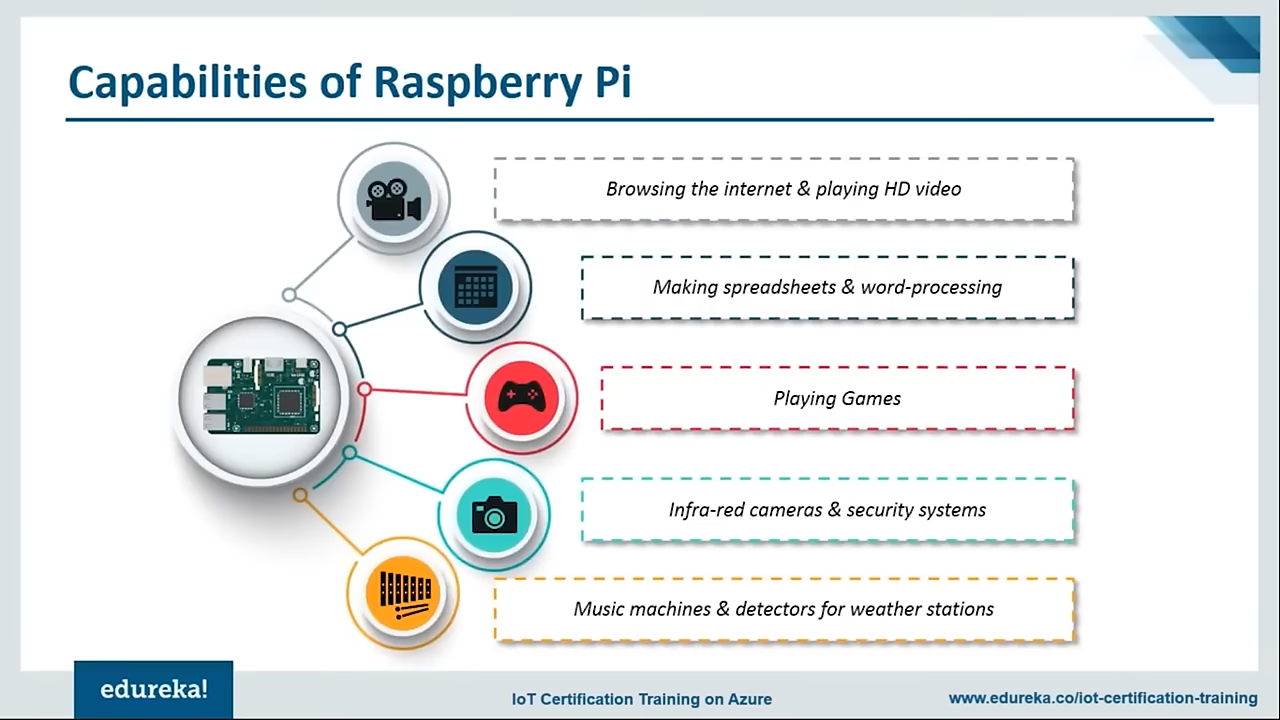 Capabilities of Raspberry Pi
Browsing the internet & playing HD video
Making spreadsheets & word-processing
Playing Games
Infra-red cameras & security systems
Music machines & detectors for weather stations
edureka!
IoT Certification Training on Azure
www.edureka.co/iot-certification-training